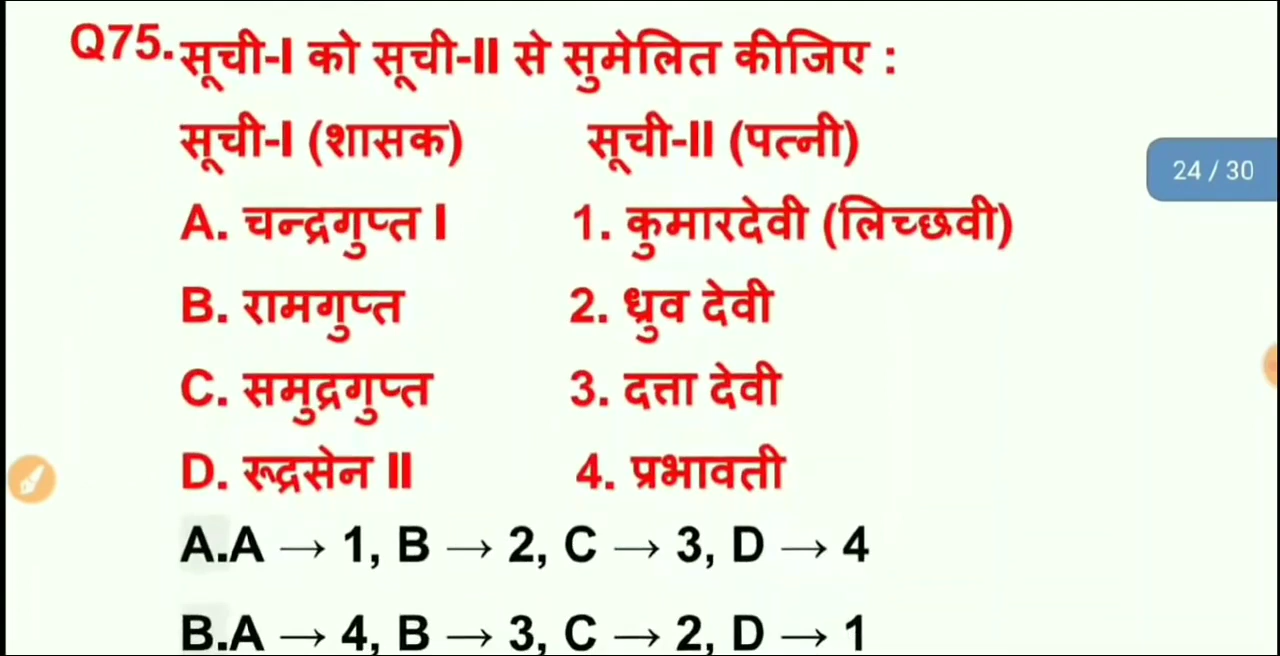 Q75. सूची-I को सूची-II से सुमेलित कीजिए :
सूची-I (शासक) सूची-II (पत्नी)
24 / 30
A. चन्द्रगुप्त I 1. कुमारदेवी (लिच्छवी)
B. रामगुप्त 2. ध्रुव देवी
C. समुद्रगुप्त 3. दत्ता देवी
D. रूद्रसेन II 4. प्रभावती
A.A → 1, B → 2, C → 3, D → 4
B.A → 4, B → 3, C → 2, D → 1